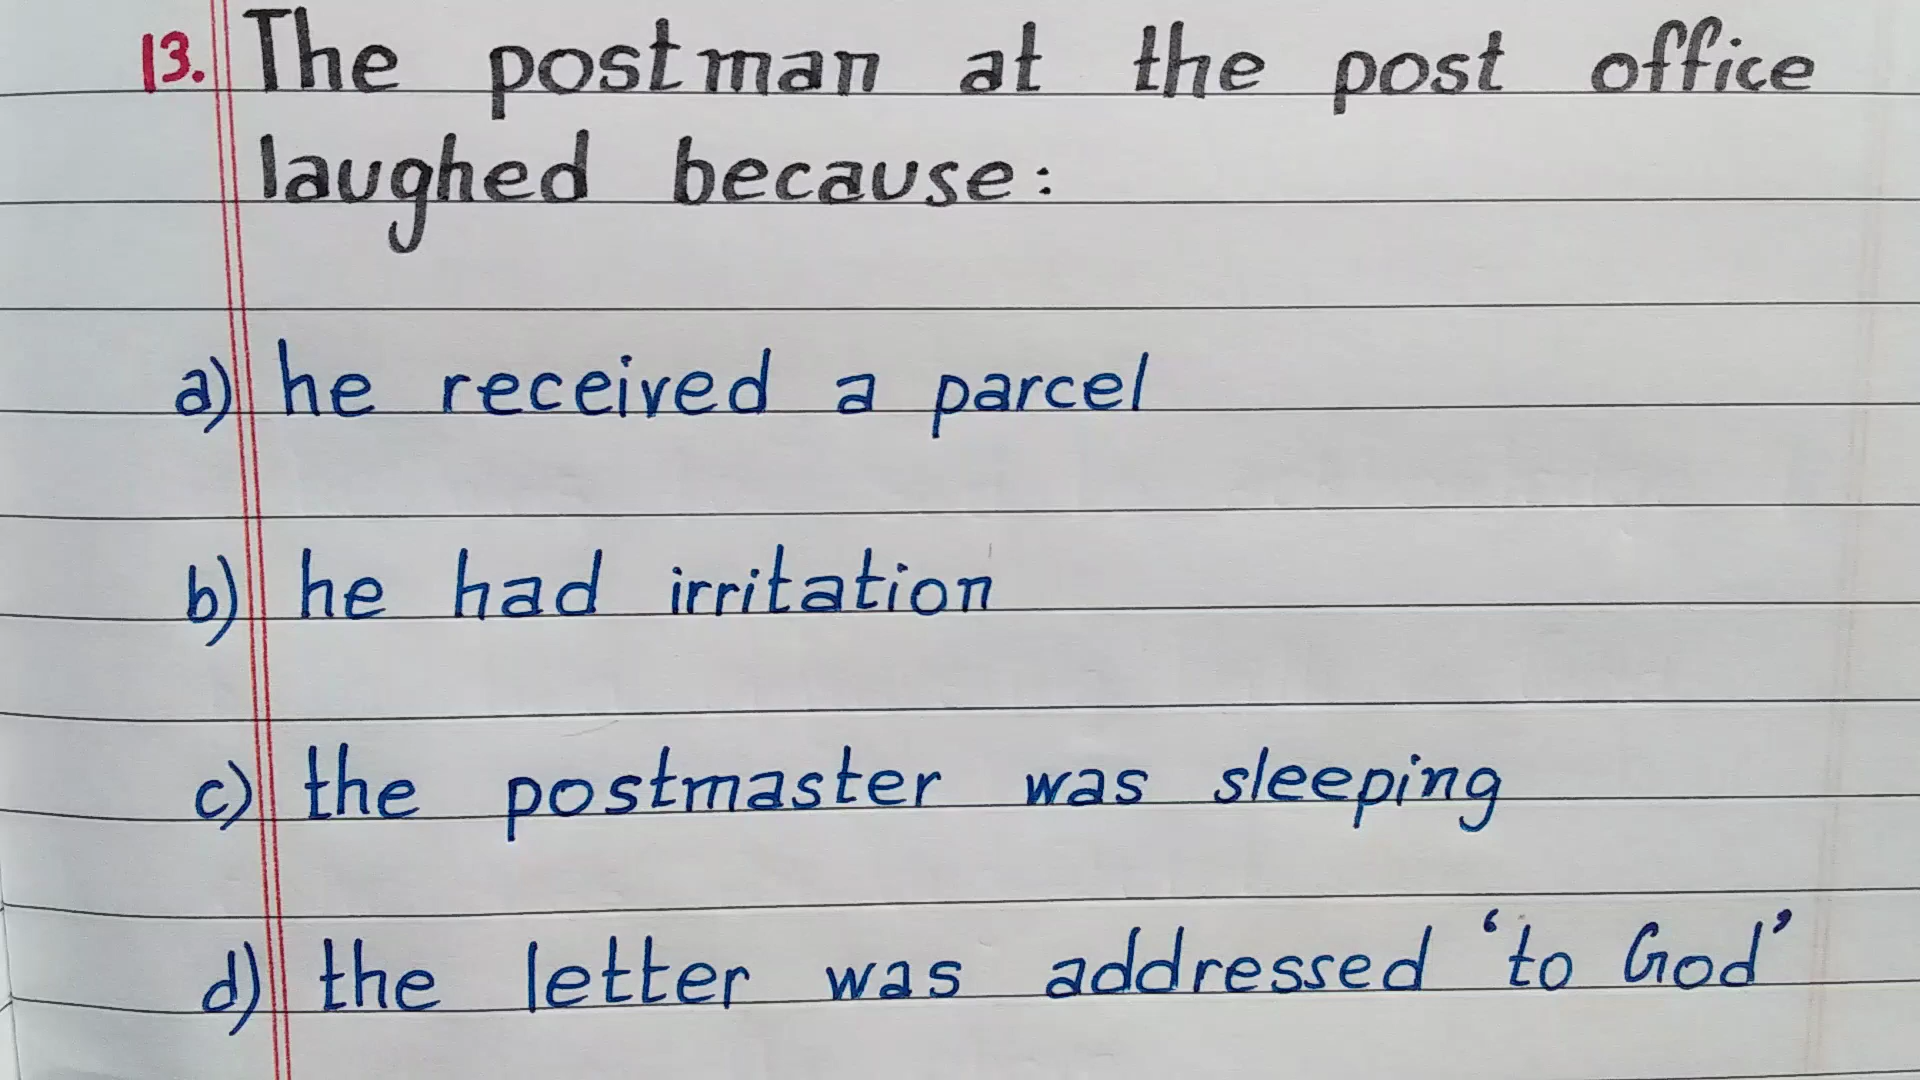 13. The postman at the post office
laughed because:
a) he received a parcel
b) he had irritation
c) the postmaster was sleeping
d) the letter was addressed ‘to God’